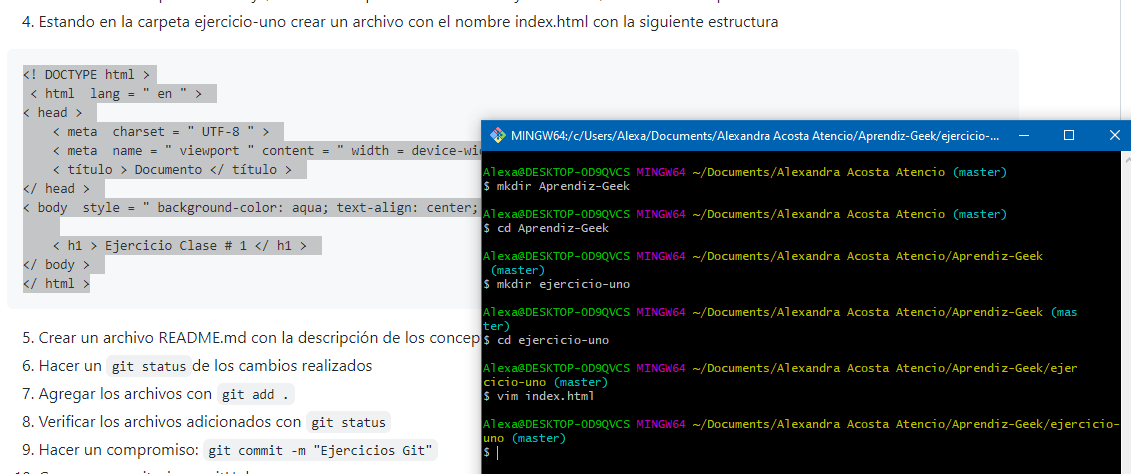 4. Estando en la carpeta ejercicio-uno crear un archivo con el nombre index.html con la siguiente estructura
<! DOCTYPE html >
< html lang = " en " >
< head >
< meta charset = " UTF-8 " >
< meta name = " viewport " content = " width = device-wid
< título > Documento </ título >
</ head >
< body style = " background-color: aqua; text-align: center;
< h1 > Ejercicio Clase # 1 </ h1 >
</ body >
</ html >
5. Crear un archivo README.md con la descripción de los concep
6. Hacer un git status de los cambios realizados
7. Agregar los archivos con git add .
8. Verificar los archivos adicionados con git status
9. Hacer un compromiso: git commit -m "Ejercicios Git"
MINGW64:/c/Users/Alexa/Documents/Alexandra Acosta Atencio/Aprendiz-Geek/ejercicio-...
Alexa@DESKTOP-OD9QVCS MINGW64 ~/Documents/Alexandra Acosta Atencio (master)
$ mkdir Aprendiz-Geek
Alexa@DESKTOP-OD9QVCS MINGW64 ~/Documents/Alexandra Acosta Atencio (master)
$ cd Aprendiz-Geek
Alexa@DESKTOP-OD9QVCS MINGW64 ~/Documents/Alexandra Acosta Atencio/Aprendiz-Geek
(master)
$ mkdir ejercicio-uno
Alexa@DESKTOP-OD9QVCS MINGW64 ~/Documents/Alexandra Acosta Atencio/Aprendiz-Geek (mas
ter)
$ cd ejercicio-uno
Alexa@DESKTOP-OD9QVCS MINGW64 ~/Documents/Alexandra Acosta Atencio/Aprendiz-Geek/ejer
cicio-uno (master)
$ vim index.html
Alexa@DESKTOP-OD9QVCS MINGW64 ~/Documents/Alexandra Acosta Atencio/Aprendiz-Geek/ejercicio-
uno (master)
$